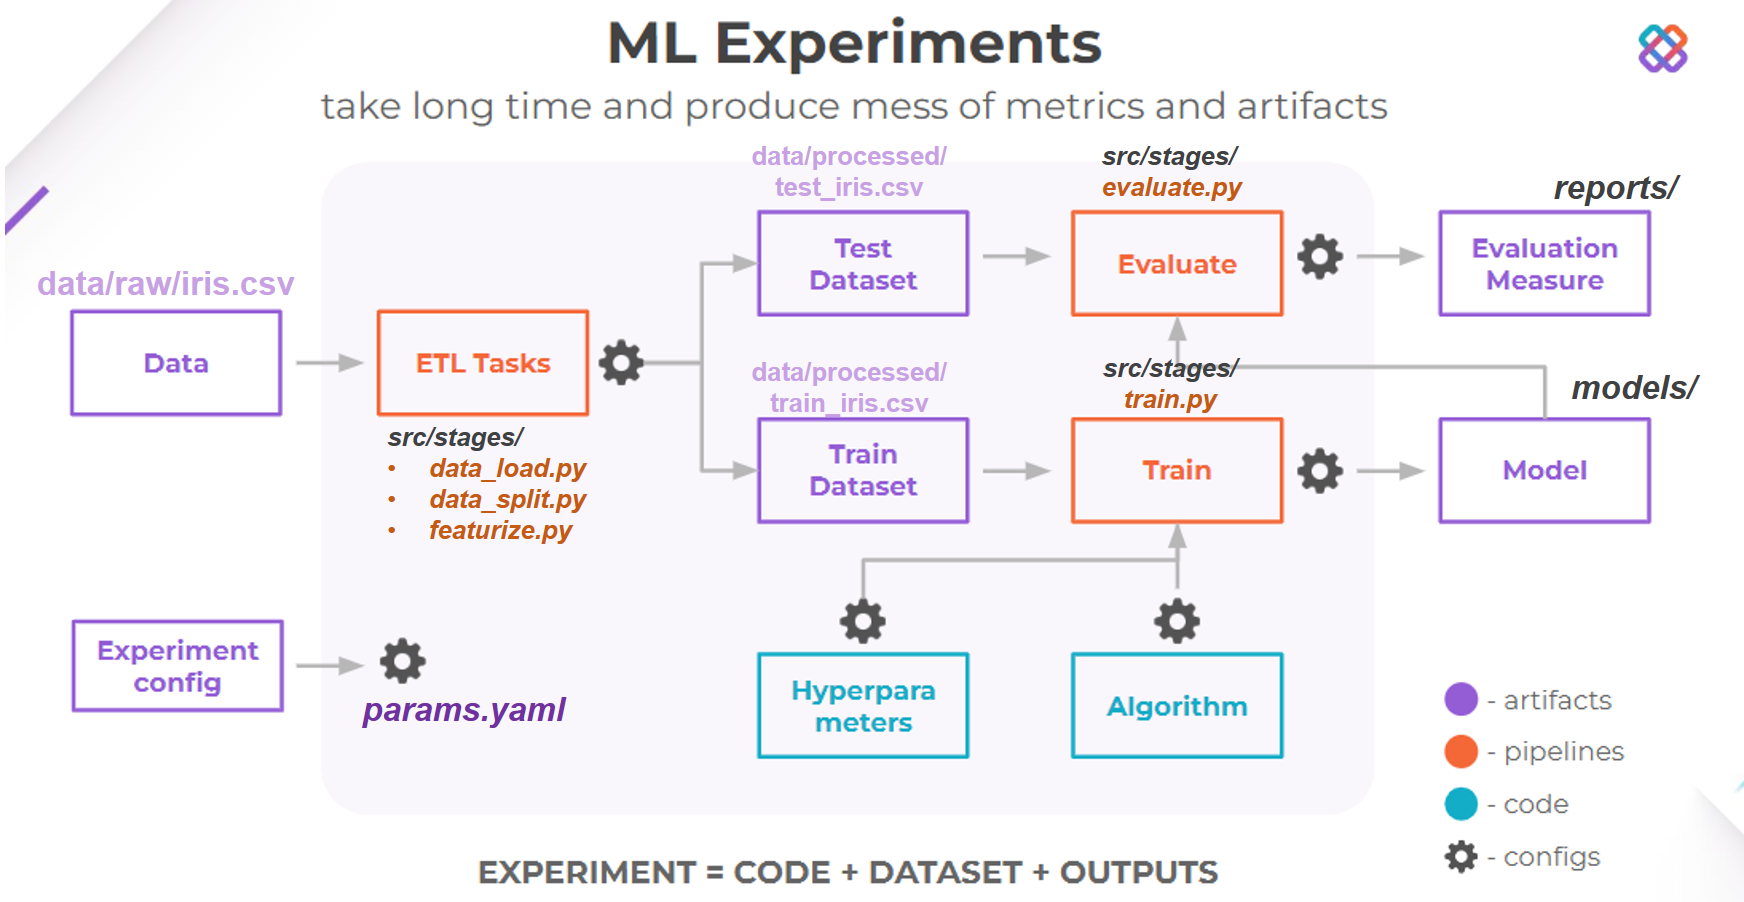 ML Experiments
take long time and produce mess of metrics and artifacts
data/processed/
test_iris.csv
src/stages/
evaluate.py
reports/
Test
Dataset
Evaluate
Evaluation
Measure
data/raw/iris.csv
Data
ETL Tasks
data/processed/
train_iris.csv
src/stages/
train.py
models/
src/stages/
• data_load.py
• data_split.py
• featurize.py
Train
Dataset
Train
Model
Experiment
config
params.yaml
Hyperpara
meters
Algorithm
- artifacts
- pipelines
- code
- configs
EXPERIMENT = CODE + DATASET + OUTPUTS